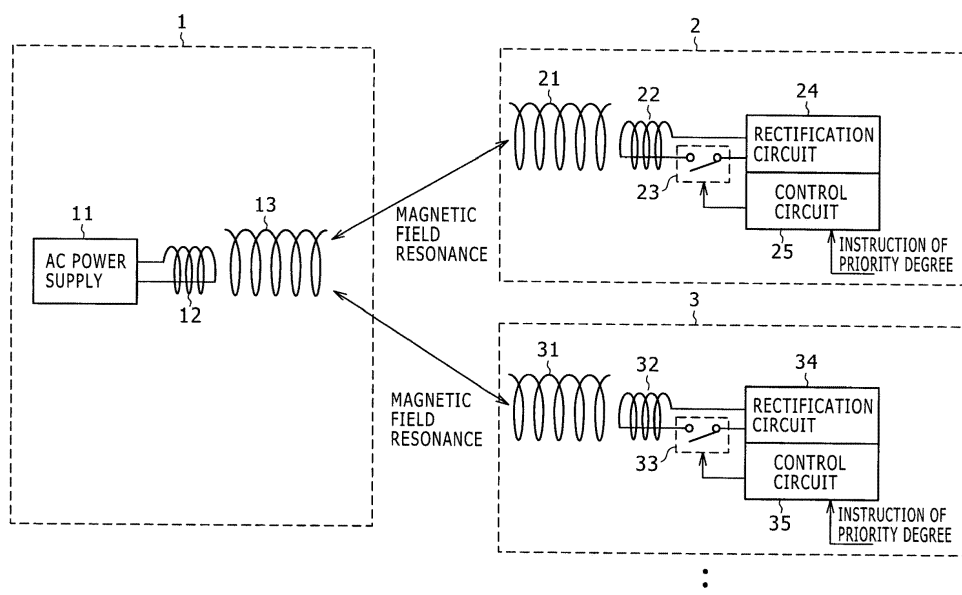 1
11
AC POWER
SUPPLY
12
13
MAGNETIC
FIELD
RESONANCE
MAGNETIC
FIELD
RESONANCE
2
21
22
23
24
RECTIFICATION
CIRCUIT
CONTROL
CIRCUIT
25
INSTRUCTION OF
PRIORITY DEGREE
3
31
32
33
34
RECTIFICATION
CIRCUIT
CONTROL
CIRCUIT
35
INSTRUCTION OF
PRIORITY DEGREE